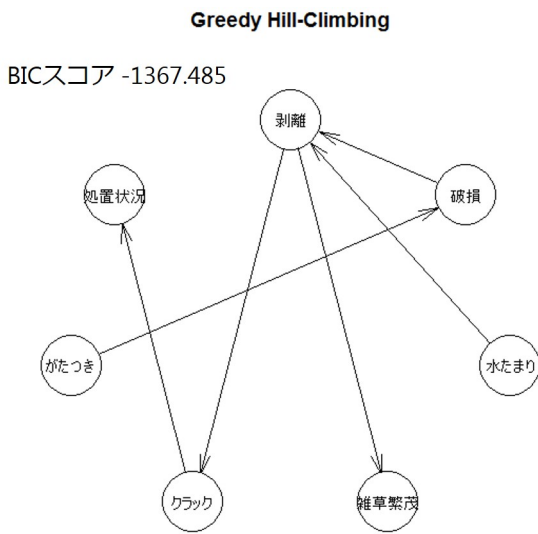 Greedy Hill-Climbing
BICスコア -1367.485
剥離
処置状況
破損
がたつき
水たまり
クラック
雑草繁茂